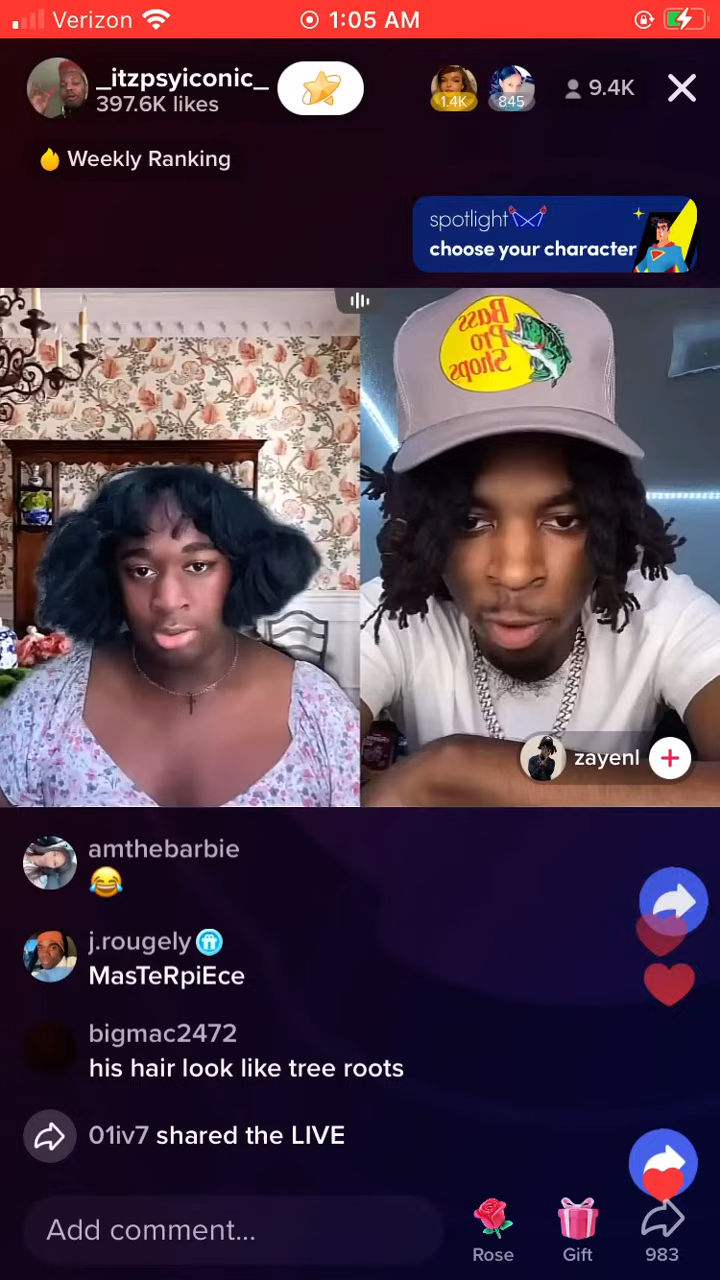 Verizon
1:05 AM
_itzpsyiconic_
397.6K likes
1.4K
845
9.4K
Weekly Ranking
spotlight
choose your character
Bass
Pro
Shops
zayenl
amthebarbie
😂
j.rougely
MasTeRpiEce
bigmac2472
his hair look like tree roots
01iv7 shared the LIVE
Add comment...
Rose
Gift
983